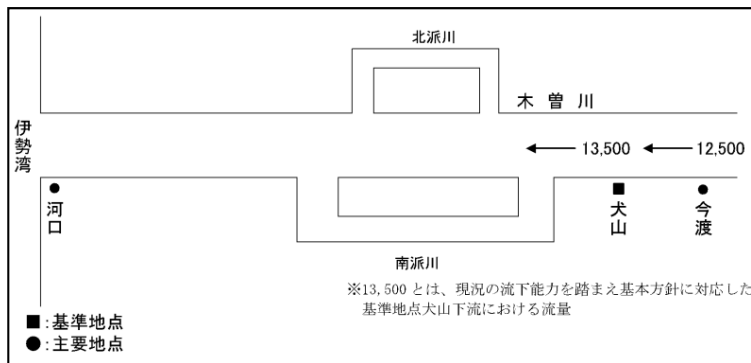 北派川
木曽川
伊勢湾
13,500
12,500
河口
犬山
今渡
南派川
※13,500とは、現況の流下能力を踏まえ基本方針に対応した
基準地点犬山下流における流量
■:基準地点
●:主要地点